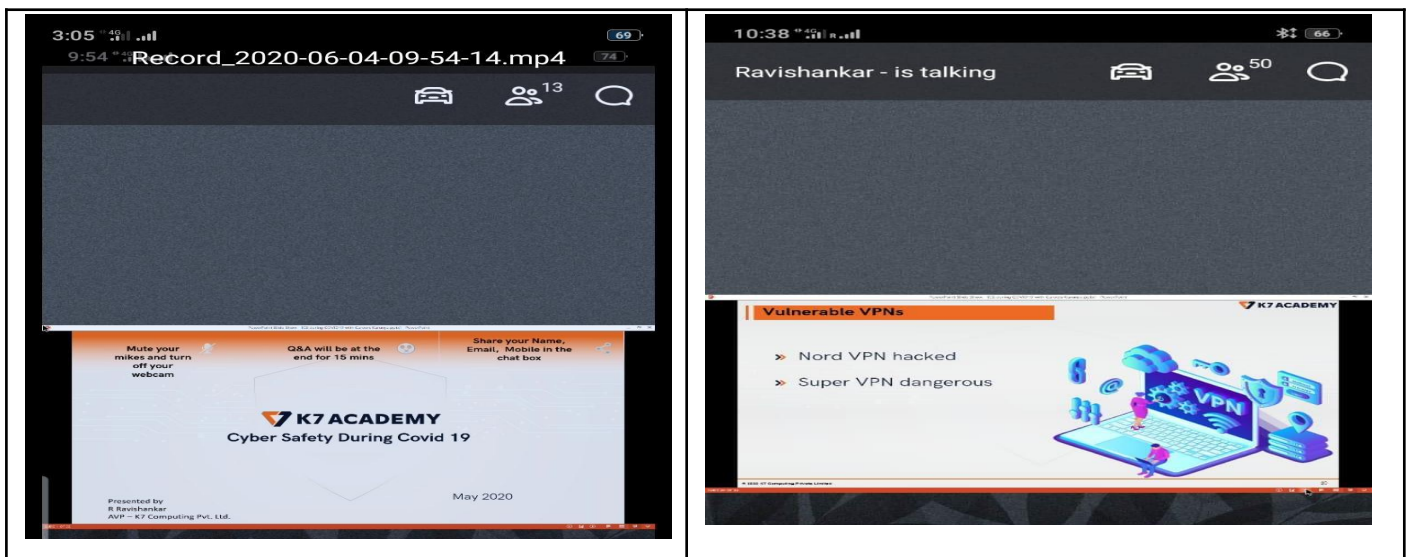 3:05
69
9:54
Record_2020-06-04-09-54-14.mp4
74
13
Mute your
mikes and turn
off your
webcam
Q&A will be at the
end for 15 mins
Share your Name,
Email, Mobile in the
chat box
K7 ACADEMY
Cyber Safety During Covid 19
May 2020
Presented by
R Ravishankar
AVP – K7 Computing Pvt. Ltd.
10:38
66
Ravishankar - is talking
50
Vulnerable VPNs
K7 ACADEMY
» Nord VPN hacked
» Super VPN dangerous
VPN